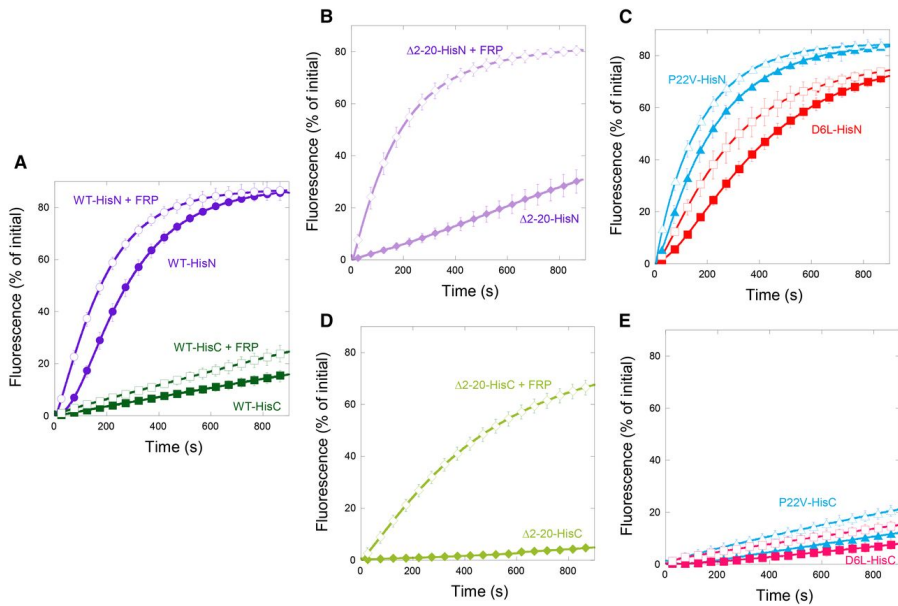 A
Fluorescence (% of initial)
80
60
40
20
0
WT-HisN + FRP
WT-HisN
WT-HisC + FRP
WT-HisC
0 200 400 600 800
Time (s)
B
Fluorescence (% of initial)
80
60
40
20
0
Δ2-20-HisN + FRP
Δ2-20-HisN
0 200 400 600 800
Time (s)
C
Fluorescence (% of initial)
80
60
40
20
0
P22V-HisN
D6L-HisN
0 200 400 600 800
Time (s)
D
Fluorescence (% of initial)
80
60
40
20
0
Δ2-20-HisC + FRP
Δ2-20-HisC
0 200 400 600 800
Time (s)
E
Fluorescence (% of initial)
80
60
40
20
0
P22V-HisC
D6L-HisC
0 200 400 600 800
Time (s)